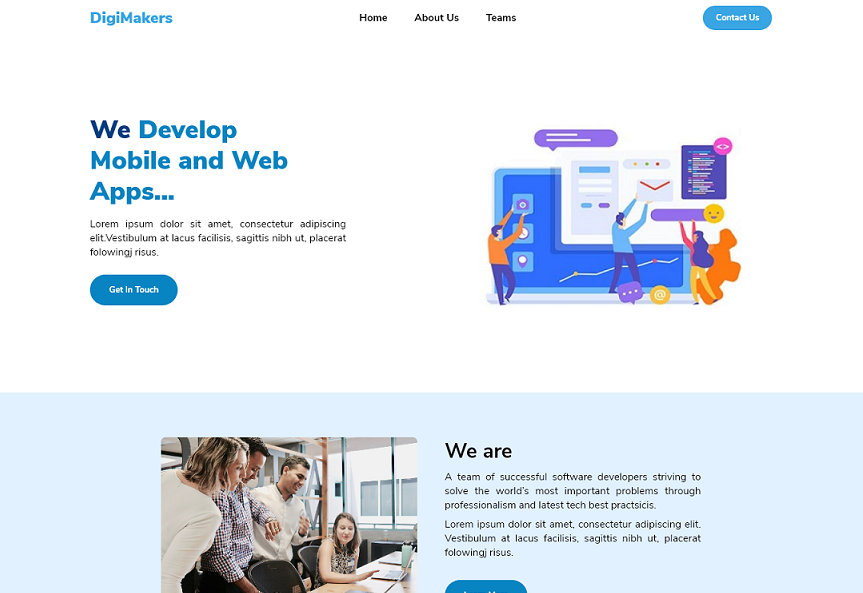 DigiMakers
Home
About Us
Teams
Contact Us
We Develop
Mobile and Web
Apps...
Lorem ipsum dolor sit amet, consectetur adipiscing
elit.Vestibulum at lacus facilisis, sagittis nibh ut, placerat
folowingj risus.
Get In Touch
We are
A team of successful software developers striving to
solve the world's most important problems through
professionalism and latest tech best practsicis.
Lorem ipsum dolor sit amet, consectetur adipiscing elit.
Vestibulum at lacus facilisis, sagittis nibh ut, placerat
folowingj risus.